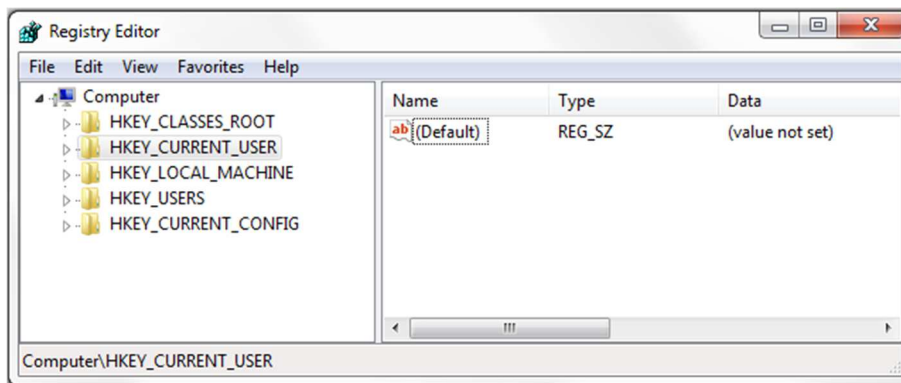 Registry Editor
File Edit View Favorites Help
Computer
HKEY_CLASSES_ROOT
HKEY_CURRENT_USER
HKEY_LOCAL_MACHINE
HKEY_USERS
HKEY_CURRENT_CONFIG
Name Type Data
ab (Default) REG_SZ (value not set)
Computer\HKEY_CURRENT_USER